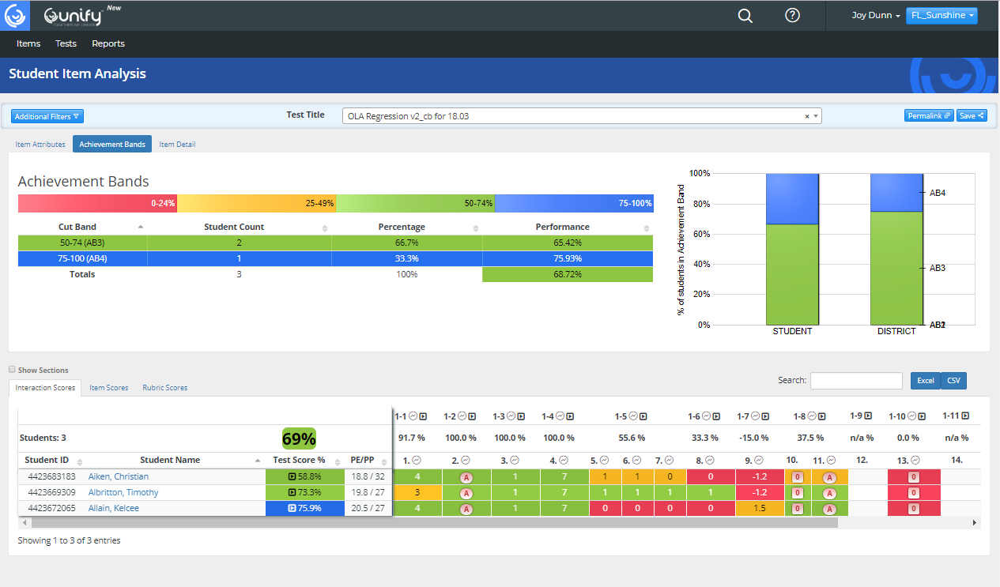 unify New
TOGETHER WE CREATE
Joy Dunn FL_Sunshine
Items Tests Reports
Student Item Analysis
Additional Filters Test Title OLA Regression v2_cb for 18.03 × Permalink Save
Item Attributes Achievement Bands Item Detail
Achievement Bands
0-24% 25-49% 50-74% 75-100%
Cut Band Student Count Percentage Performance
50-74 (AB3) 2 66.7% 65.42%
75-100 (AB4) 1 33.3% 75.93%
Totals 3 100% 68.72%
% of students in Achievement Band
100%
80%
60%
40%
20%
0%
AB4
AB3
STUDENT DISTRICT
Show Sections
Interaction Scores Item Scores Rubric Scores Search: Excel CSV
1-1 1-2 1-3 1-4 1-5 1-6 1-7 1-8 1-9 1-10 1-11
Students: 3 69% 91.7 % 100.0 % 100.0 % 100.0 % 55.6 % 33.3 % -15.0 % 37.5 % n/a % 0.0 % n/a %
Student ID Student Name Test Score % PE/PP 1. 2. 3. 4. 5. 6. 7. 8. 9. 10. 11. 12. 13. 14.
4423683183 Aiken, Christian 58.8% 18.8 / 32 4 A 1 7 1 1 0 0 -1.2 0 A 0
4423669309 Albritton, Timothy 73.3% 19.8 / 27 3 A 1 7 1 1 1 1 -1.2 0 A 0
4423672065 Allain, Kelcee 75.9% 20.5 / 27 4 A 1 7 0 0 0 0 1.5 0 A 0
Showing 1 to 3 of 3 entries